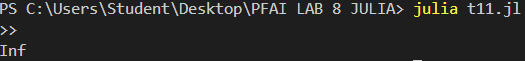 PS C:\Users\Student\Desktop\PFAI LAB 8 JULIA> julia t11.jl
>>
Inf